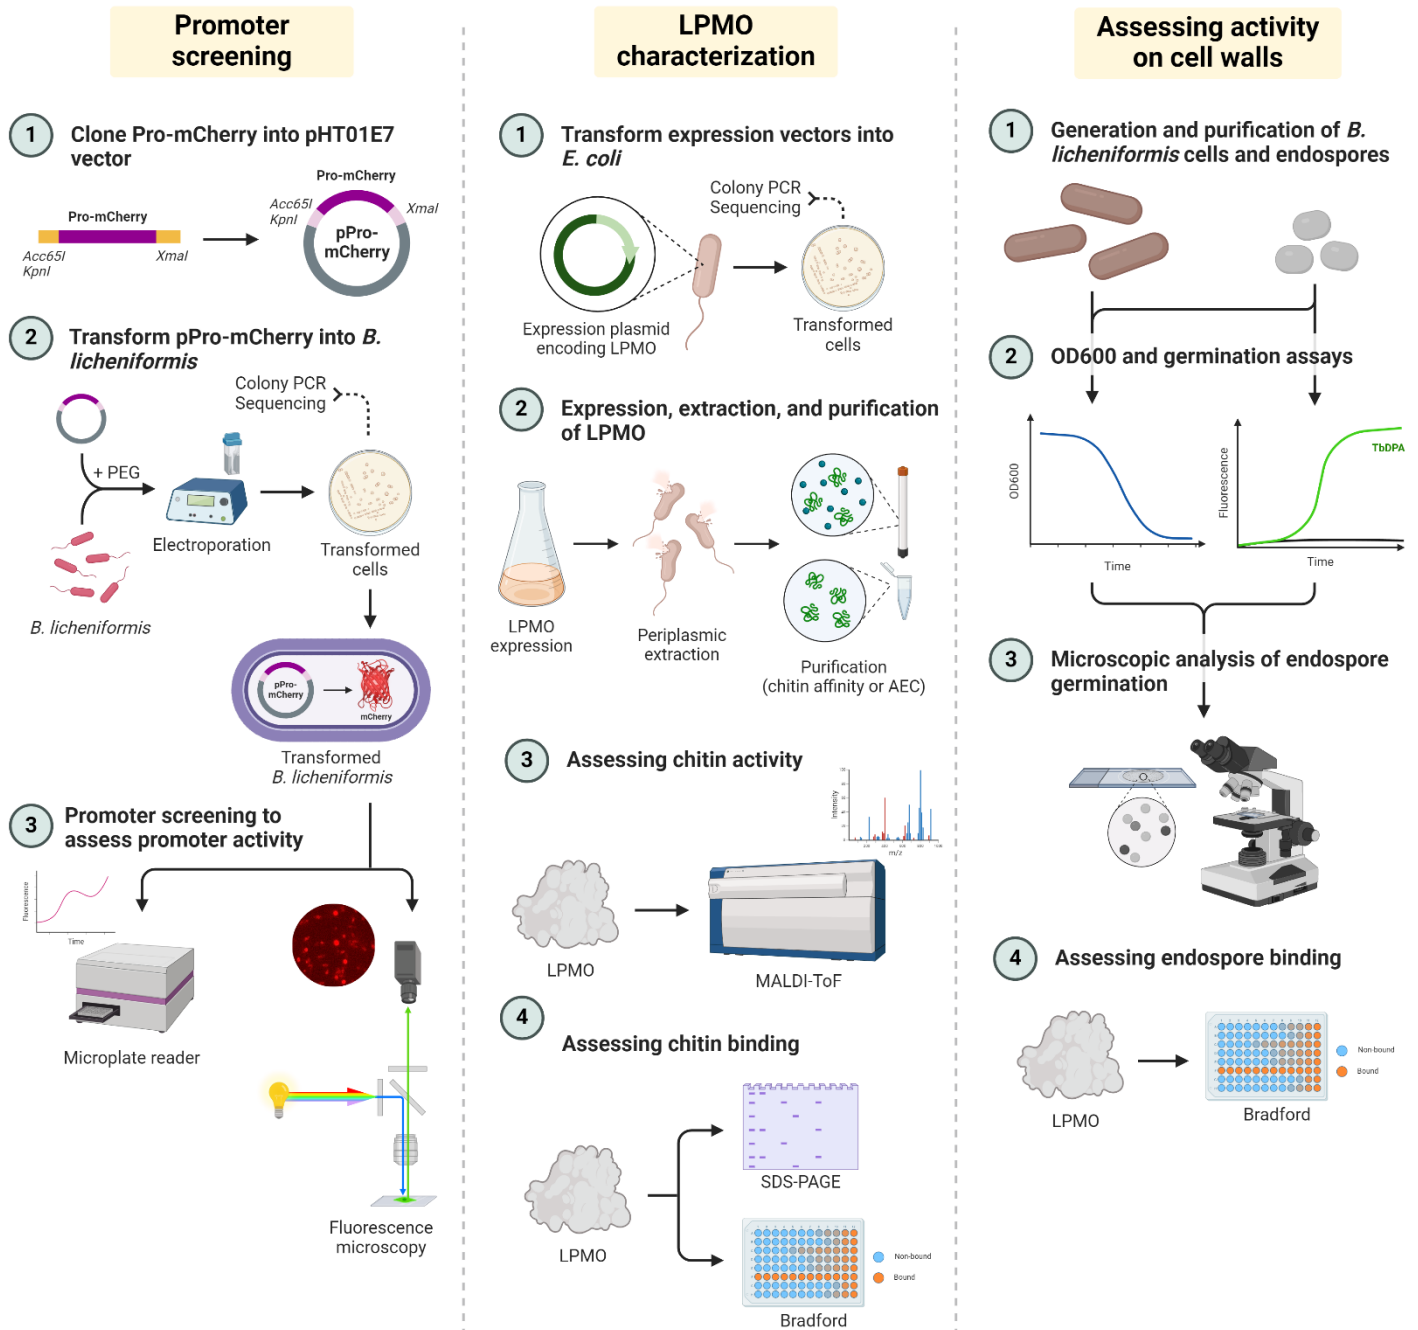 Promoter
screening
1
Clone Pro-mCherry into pHT01E7
vector
Pro-mCherry
Acc65I
KpnI
XmaI
Pro-mCherry
Acc65I
KpnI
XmaI
pPro-
mCherry
2
Transform pPro-mCherry into B.
licheniformis
Colony PCR
Sequencing
+ PEG
Electroporation
Transformed
cells
B. licheniformis
pPro-
mCherry
mCherry
Transformed
B. licheniformis
3
Promoter screening to
assess promoter activity
Fluorescence
Time
Microplate reader
Fluorescence
microscopy
LPMO
characterization
1
Transform expression vectors into
E. coli
Colony PCR
Sequencing
Expression plasmid
encoding LPMO
Transformed
cells
2
Expression, extraction, and purification
of LPMO
LPMO
expression
Periplasmic
extraction
Purification
(chitin affinity or AEC)
3
Assessing chitin activity
Intensity
m/z
LPMO
MALDI-ToF
4
Assessing chitin binding
SDS-PAGE
LPMO
Non-bound
Bound
Bradford
Assessing activity
on cell walls
1
Generation and purification of B.
licheniformis cells and endospores
2
OD600 and germination assays
OD600
Time
Fluorescence
TbDPA
Time
3
Microscopic analysis of endospore
germination
4
Assessing endospore binding
LPMO
Non-bound
Bound
Bradford